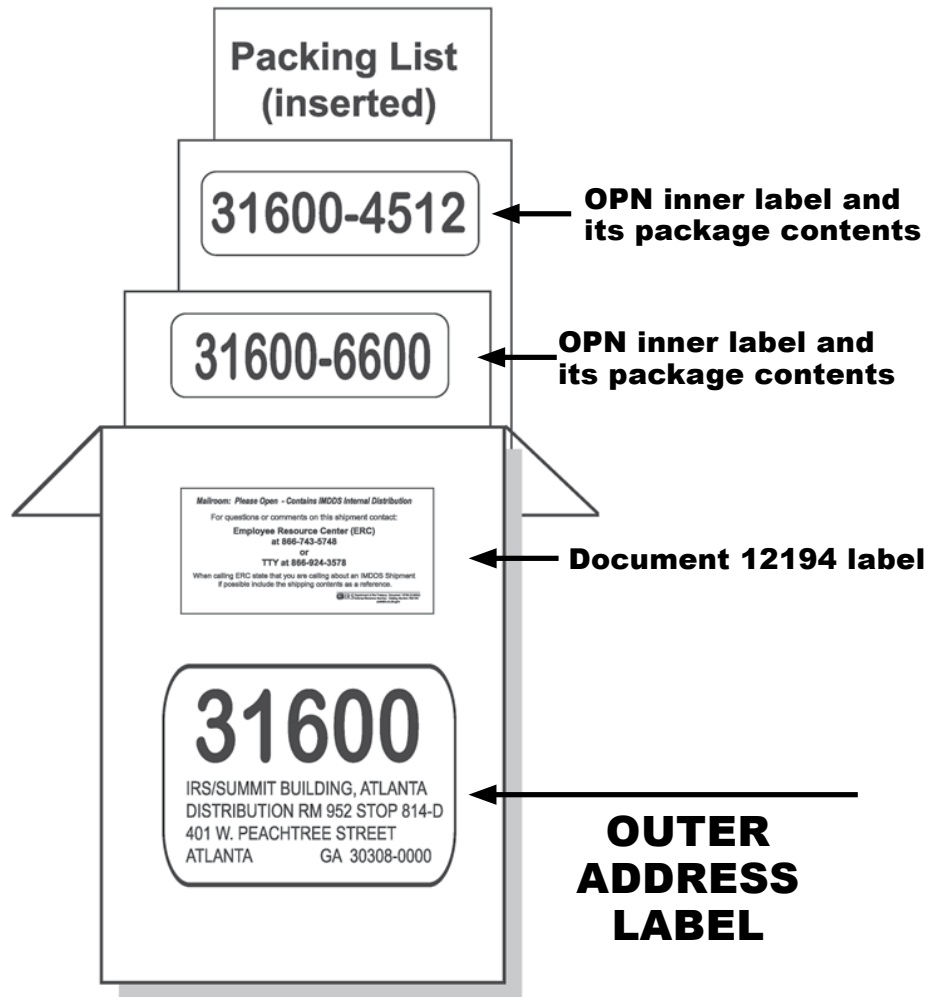 Packing List
(inserted)
31600-4512
OPN inner label and
its package contents
31600-6600
OPN inner label and
its package contents
Mailroom: Please Open - Contains IMDDS Internal Distribution
For questions or comments on this shipment contact:
Employee Resource Center (ERC)
at 866-743-5748
or
TTY at 866-924-3578
When calling ERC state that you are calling about an IMDDS Shipment
if possible include the shipping contents as a reference.
Document 12194 label
31600
IRS/SUMMIT BUILDING, ATLANTA
DISTRIBUTION RM 952 STOP 814-D
401 W. PEACHTREE STREET
ATLANTA GA 30308-0000
OUTER
ADDRESS
LABEL